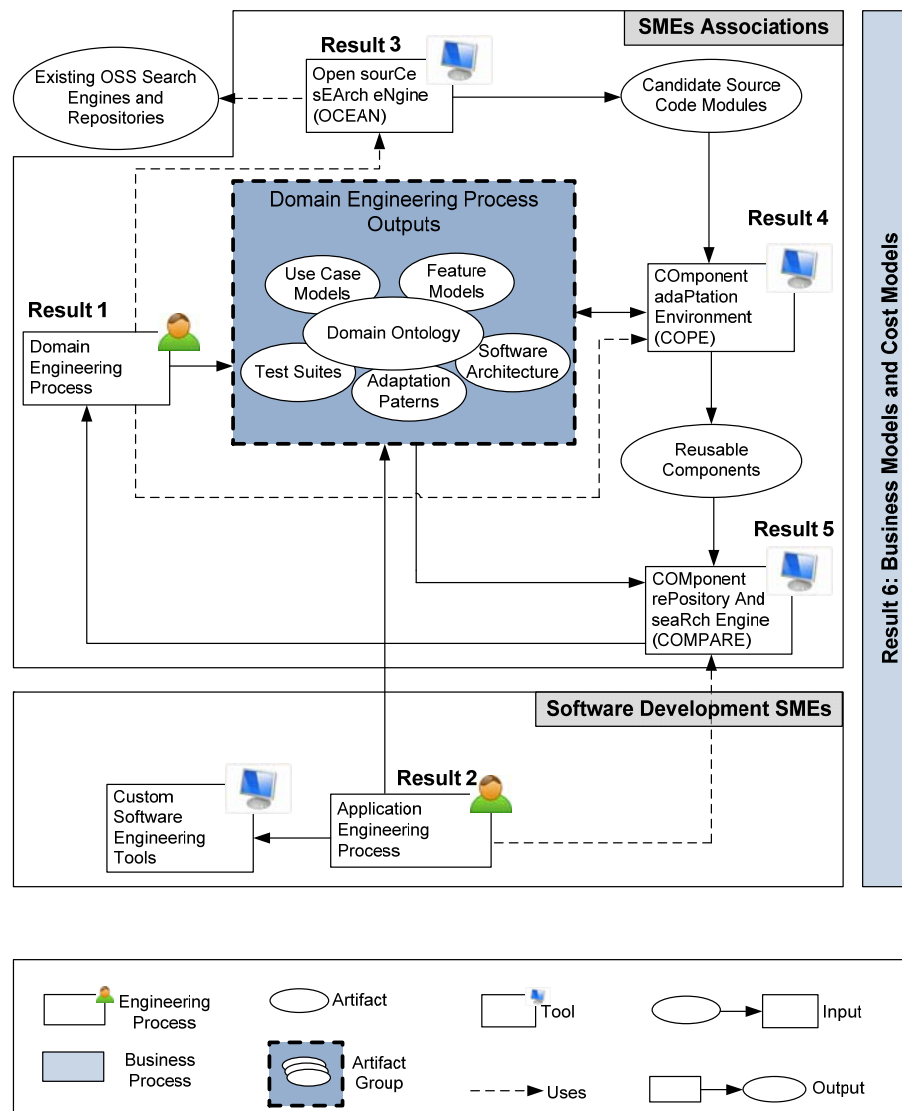 SMEs Associations
Result 3
Existing OSS Search
Engines and
Repositories
Open sourCe
sEArch eNgine
(OCEAN)
Candidate Source
Code Modules
Domain Engineering Process
Outputs
Result 4
Use Case
Models
Feature
Models
COmponent
adaPtation
Environment
(COPE)
Result 1
Domain Ontology
Domain
Engineering
Process
Test Suites
Software
Architecture
Adaptation
Paterns
Reusable
Components
Result 5
COMponent
rePository And
seaRch Engine
(COMPARE)
Result 6: Business Models and Cost Models
Software Development SMEs
Result 2
Custom
Software
Engineering
Tools
Application
Engineering
Process
Engineering
Process
Artifact
Tool
Input
Business
Process
Artifact
Group
Uses
Output